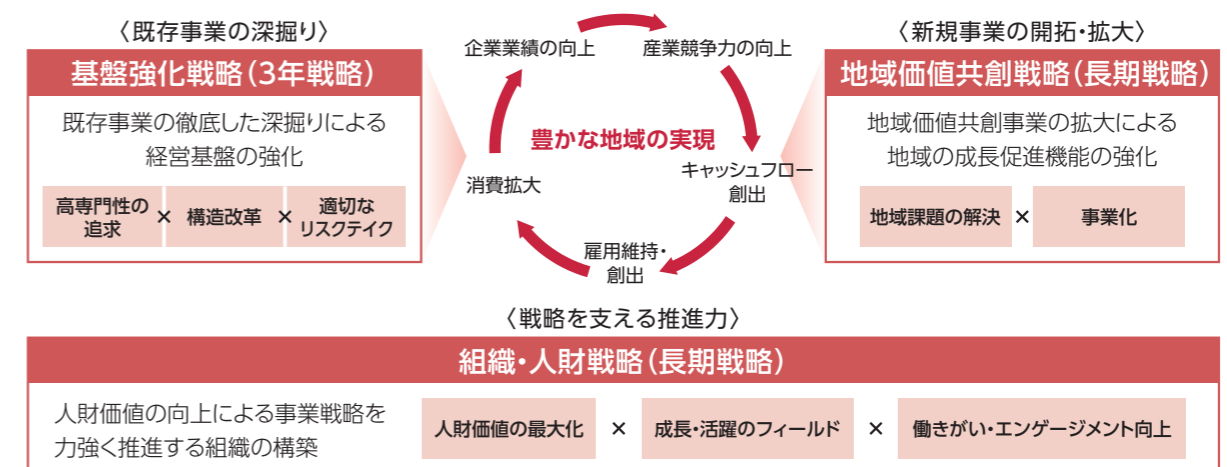 〈既存事業の深掘り〉
基盤強化戦略(3年戦略)
既存事業の徹底した深掘りによる
経営基盤の強化
高専門性の
追求
×
構造改革
×
適切な
リスクテイク
企業業績の向上
産業競争力の向上
豊かな地域の実現
キャッシュフロー
創出
消費拡大
雇用維持・
創出
〈新規事業の開拓・拡大〉
地域価値共創戦略(長期戦略)
地域価値共創事業の拡大による
地域の成長促進機能の強化
地域課題の解決
×
事業化
〈戦略を支える推進力〉
組織・人財戦略(長期戦略)
人財価値の向上による事業戦略を
力強く推進する組織の構築
人財価値の最大化
×
成長・活躍のフィールド
×
働きがい・エンゲージメント向上